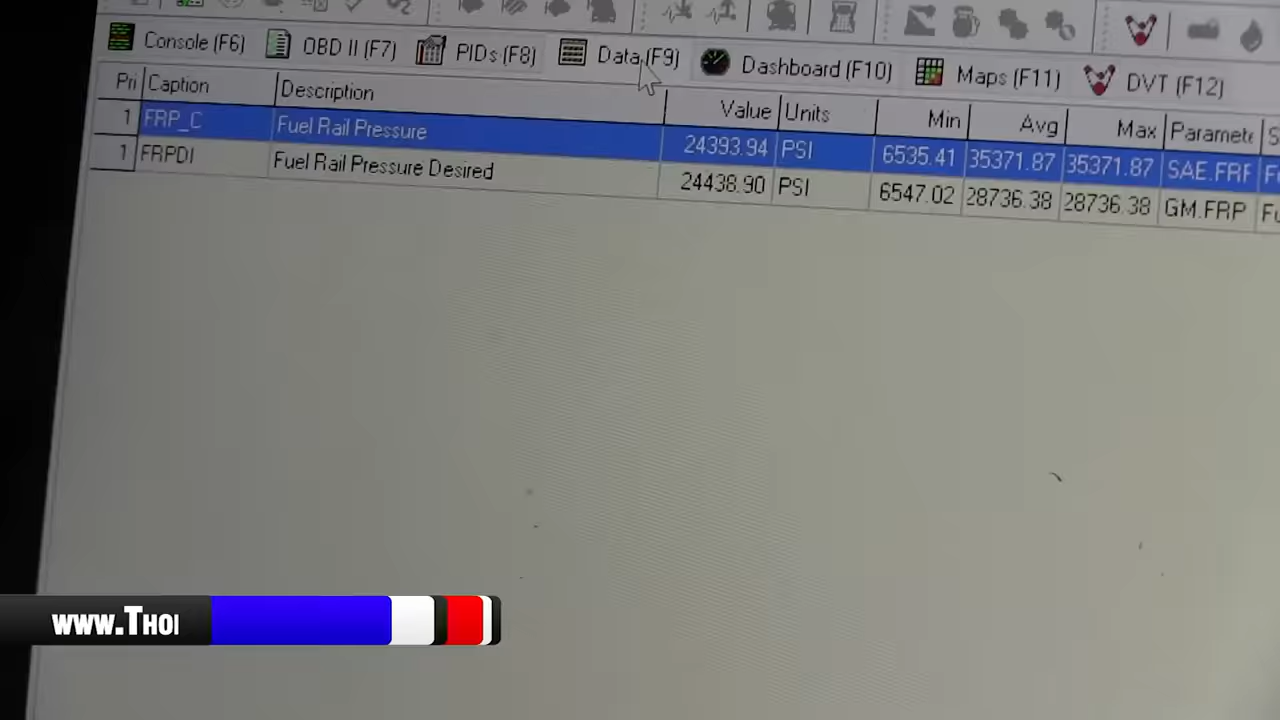 Console (F6) OBD II (F7) PIDs (F8) Data (F9) Dashboard (F10) Maps (F11) DVT (F12)
Pri Caption Description Value Units Min Avg Max Paramete S
1 FRP_C Fuel Rail Pressure 24393.94 PSI 6535.41 35371.87 35371.87 SAE.FRP
1 FRPDI Fuel Rail Pressure Desired 24438.90 PSI 6547.02 28736.38 28736.38 GM.FRP Fu
www.Thoi